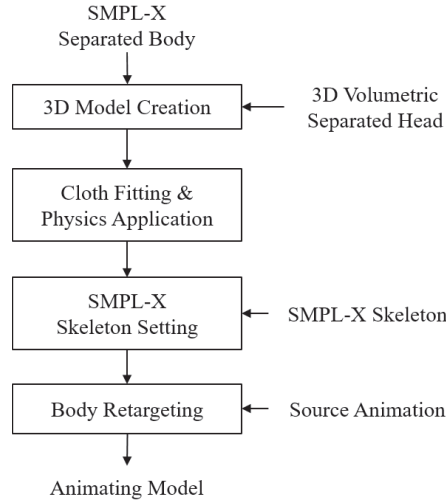 SMPL-X
Separated Body
3D Model Creation
3D Volumetric
Separated Head
Cloth Fitting &
Physics Application
SMPL-X
Skeleton Setting
SMPL-X Skeleton
Body Retargeting
Source Animation
Animating Model